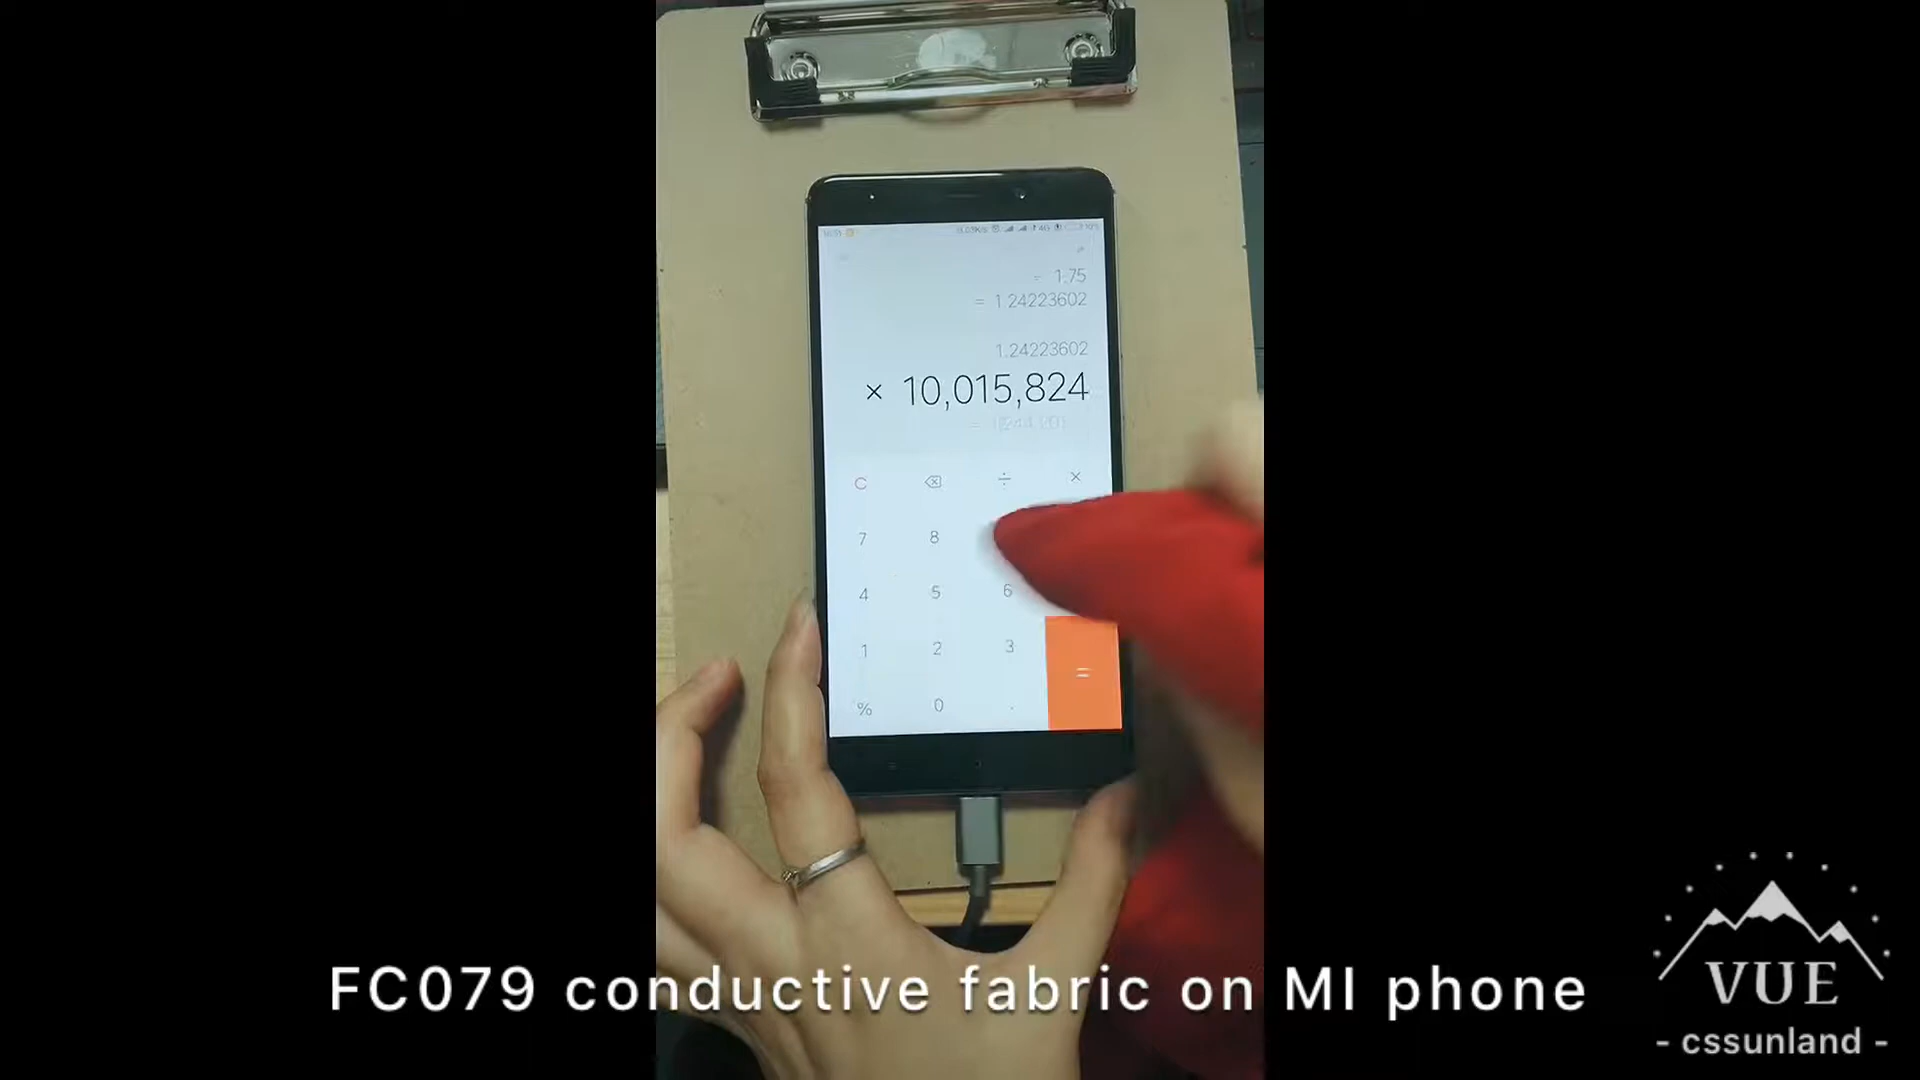 = 1.75
= 1.24223602
1.24223602
× 10,015,824
C ÷ ×
7 8
4 5 6
1 2 3
% 0 . =
FC079 conductive fabric on MI phone
VUE
- cssunland -